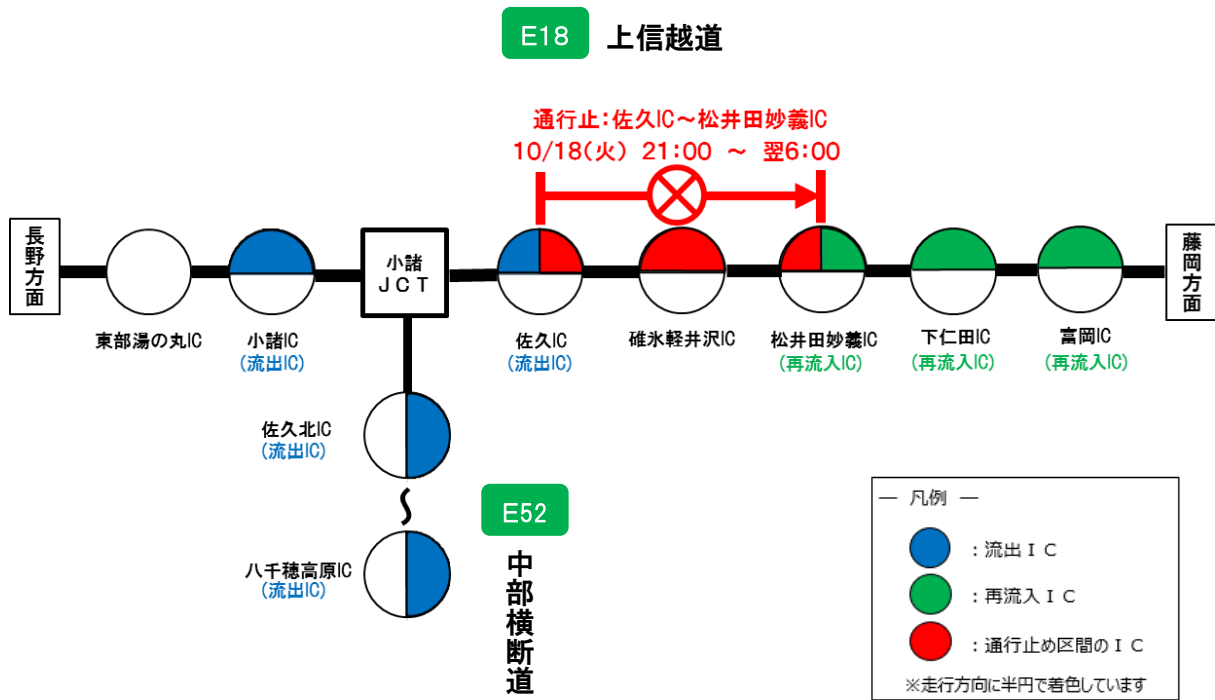 E18 上信越道
通行止:佐久IC～松井田妙義IC
10/18(火) 21:00 ～ 翌6:00
長野方面
小諸
JCT
藤岡方面
東部湯の丸IC
小諸IC
(流出IC)
佐久IC
(流出IC)
碓氷軽井沢IC
松井田妙義IC
(再流入IC)
下仁田IC
(再流入IC)
富岡IC
(再流入IC)
佐久北IC
(流出IC)
～
八千穂高原IC
(流出IC)
E52
中部横断道
― 凡例 ―
：流出ＩＣ
：再流入ＩＣ
：通行止め区間のＩＣ
※走行方向に半円で着色しています